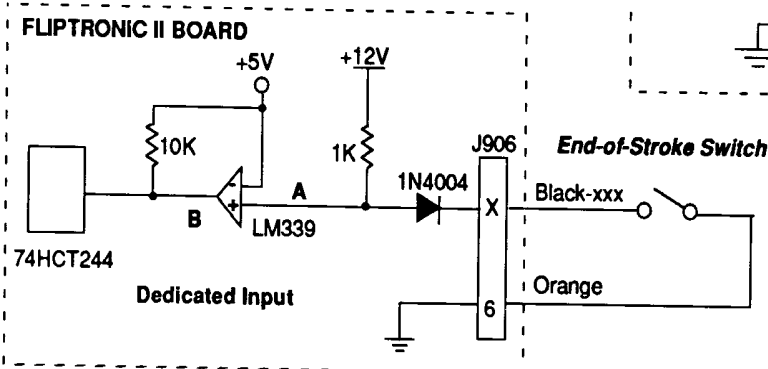 FLIPTRONIC II BOARD
+5V
+12V
10K
1K
J906
End-of-Stroke Switch
1N4004
Black-xxx
A
X
-
+
B
LM339
74HCT244
Orange
Dedicated Input
6